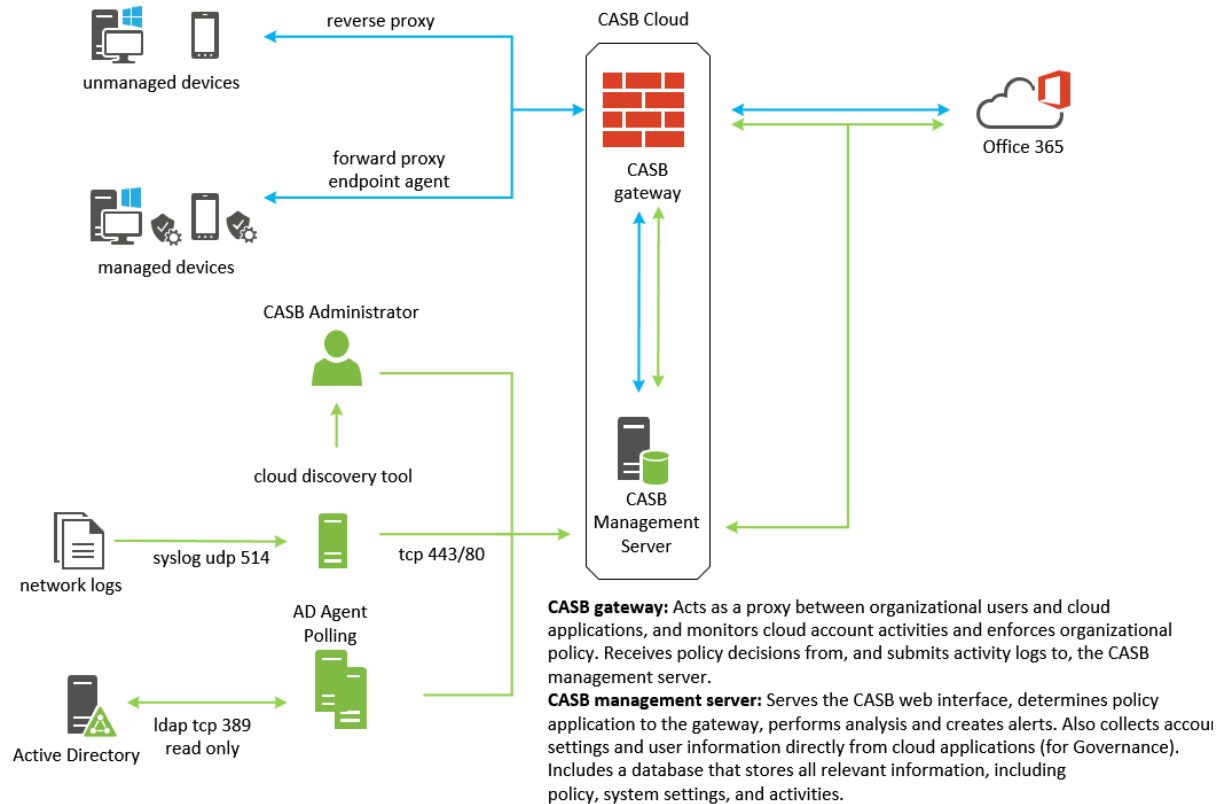 CASB Cloud
reverse proxy
unmanaged devices
Office 365
forward proxy
endpoint agent
CASB
gateway
managed devices
CASB Administrator
cloud discovery tool
CASB
Management
Server
syslog udp 514
tcp 443/80
network logs
AD Agent
Polling
ldap tcp 389
read only
Active Directory
CASB gateway: Acts as a proxy between organizational users and cloud
applications, and monitors cloud account activities and enforces organizational
policy. Receives policy decisions from, and submits activity logs to, the CASB
management server.
CASB management server: Serves the CASB web interface, determines policy
application to the gateway, performs analysis and creates alerts. Also collects accour
settings and user information directly from cloud applications (for Governance).
Includes a database that stores all relevant information, including
policy, system settings, and activities.